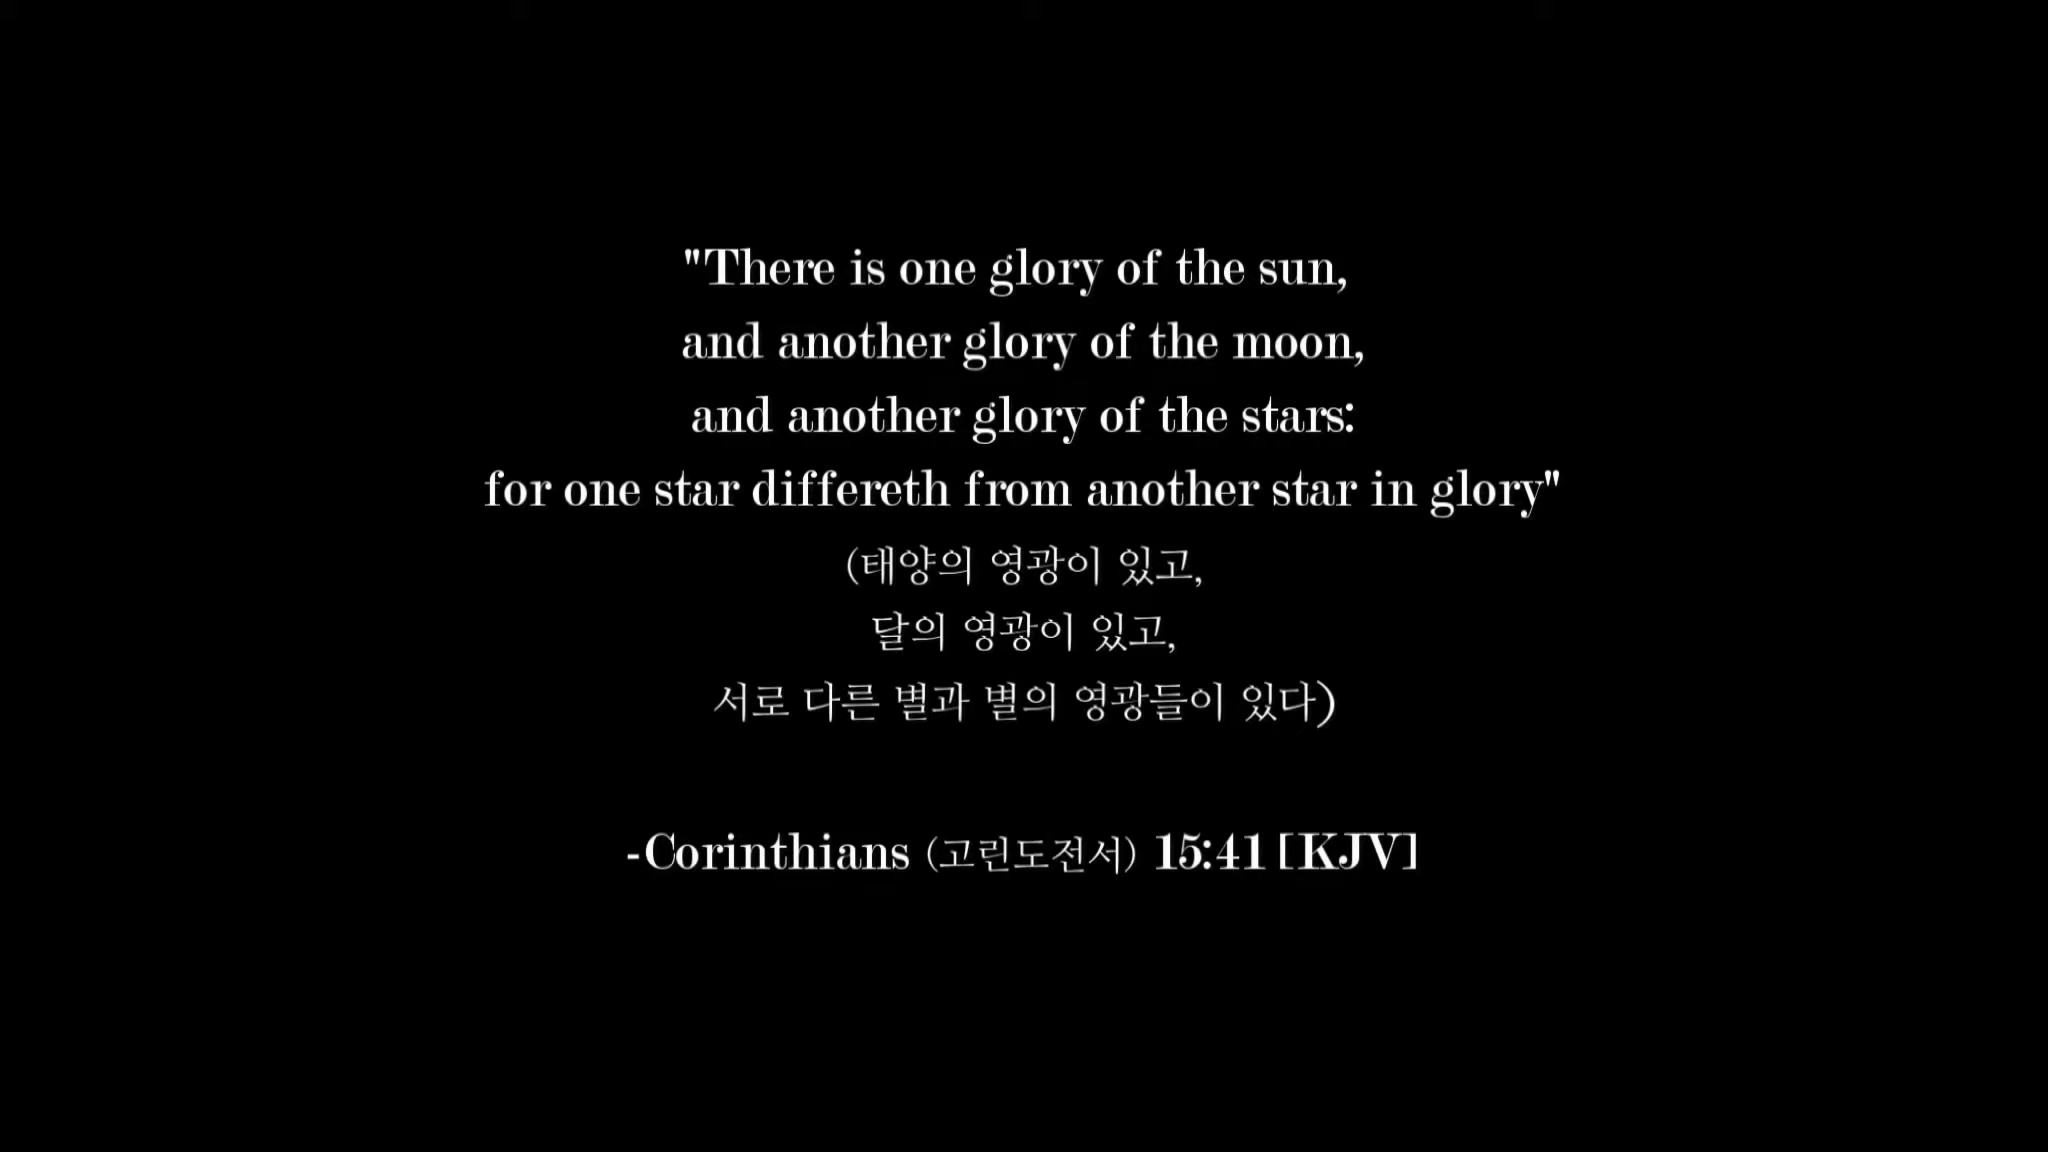 "There is one glory of the sun,
and another glory of the moon,
and another glory of the stars:
for one star differeth from another star in glory"
(태양의 영광이 있고,
달의 영광이 있고,
서로 다른 별과 별의 영광들이 있다)
-Corinthians (고린도전서) 15:41 [KJV]